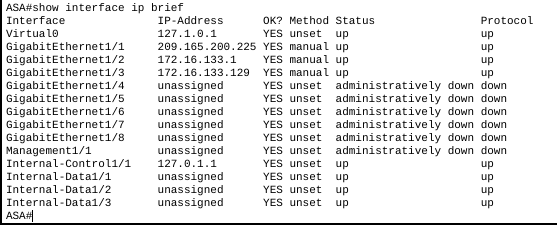 ASA#show interface ip brief
Interface IP-Address OK? Method Status Protocol
Virtual0 127.1.0.1 YES unset up up
GigabitEthernet1/1 209.165.200.225 YES manual up up
GigabitEthernet1/2 172.16.133.1 YES manual up up
GigabitEthernet1/3 172.16.133.129 YES manual up up
GigabitEthernet1/4 unassigned YES unset administratively down down
GigabitEthernet1/5 unassigned YES unset administratively down down
GigabitEthernet1/6 unassigned YES unset administratively down down
GigabitEthernet1/7 unassigned YES unset administratively down down
GigabitEthernet1/8 unassigned YES unset administratively down down
Management1/1 unassigned YES unset administratively down down
Internal-Control1/1 127.0.1.1 YES unset up up
Internal-Data1/1 unassigned YES unset up up
Internal-Data1/2 unassigned YES unset up up
Internal-Data1/3 unassigned YES unset up up
ASA#